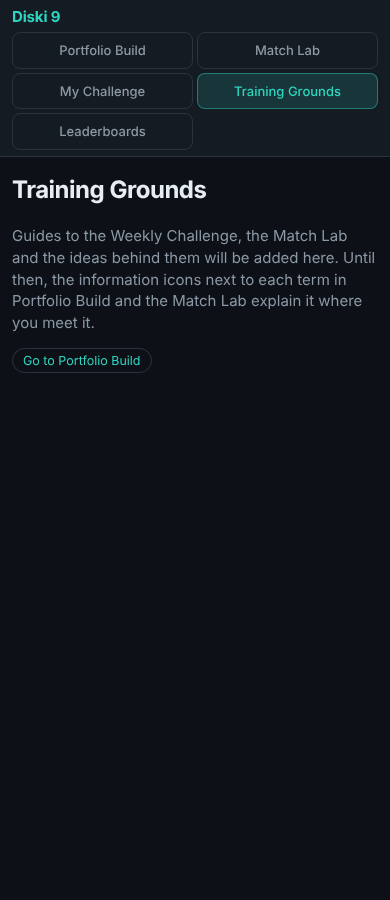 Diski 9
Portfolio Build
Match Lab
My Challenge
Training Grounds
Leaderboards
Training Grounds
Guides to the Weekly Challenge, the Match Lab
and the ideas behind them will be added here. Until
then, the information icons next to each term in
Portfolio Build and the Match Lab explain it where
you meet it.
Go to Portfolio Build